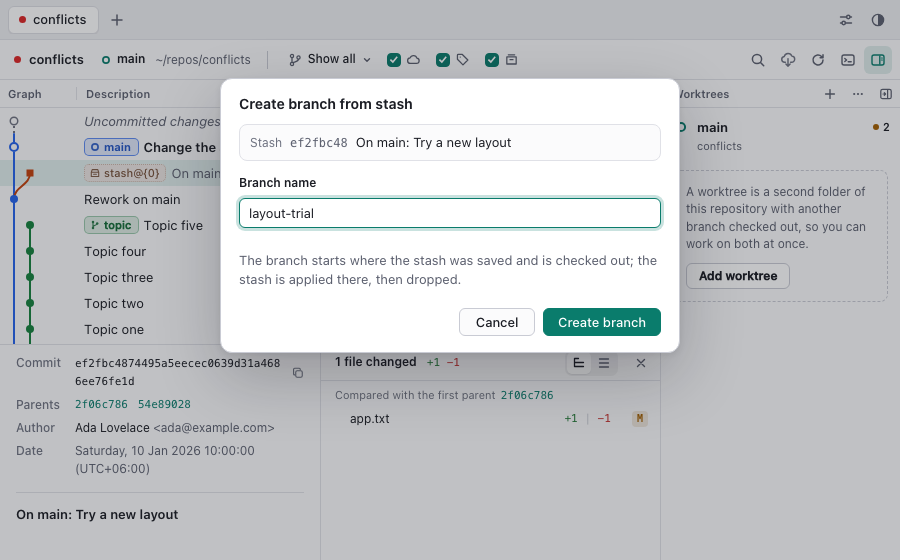 conflicts
conflicts main ~/repos/conflicts Show all
Graph Description
Worktrees
Uncommitted changes
main Change the
stash@{0} On main
Rework on main
topic Topic five
Topic four
Topic three
Topic two
Topic one
Create branch from stash
Stash ef2fbc48 On main: Try a new layout
Branch name
layout-trial
The branch starts where the stash was saved and is checked out; the
stash is applied there, then dropped.
Cancel Create branch
main 2
conflicts
A worktree is a second folder of
this repository with another
branch checked out, so you can
work on both at once.
Add worktree
Commit ef2fbc4874495a5eecec0639d31a468
6ee76fe1d
Parents 2f06c786 54e89028
Author Ada Lovelace <ada@example.com>
Date Saturday, 10 Jan 2026 10:00:00
(UTC+06:00)
On main: Try a new layout
1 file changed +1 −1
Compared with the first parent 2f06c786
app.txt +1 −1 M